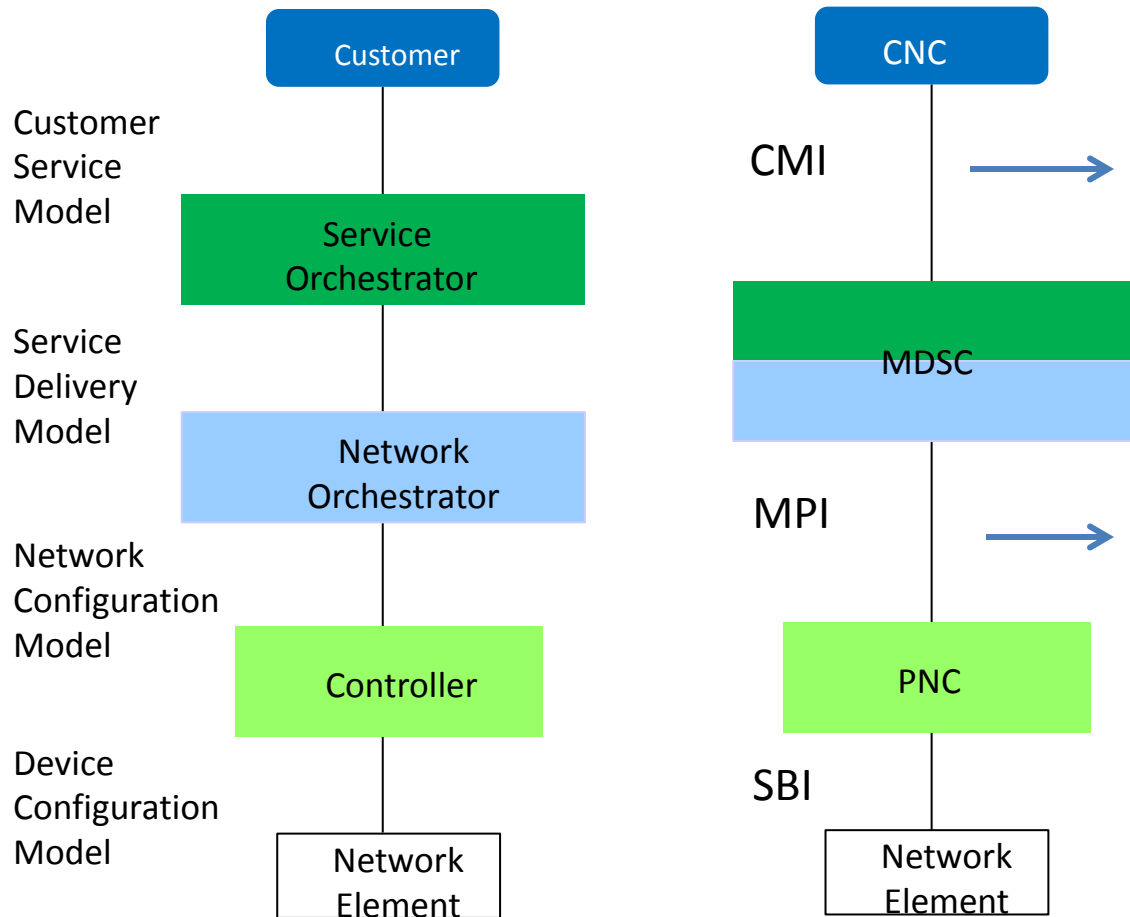 Customer
CNC
Customer
Service
Model
CMI
Service
Orchestrator
MDSC
Service
Delivery
Model
Network
Orchestrator
MPI
Network
Configuration
Model
Controller
PNC
Device
Configuration
Model
SBI
Network
Element
Network
Element